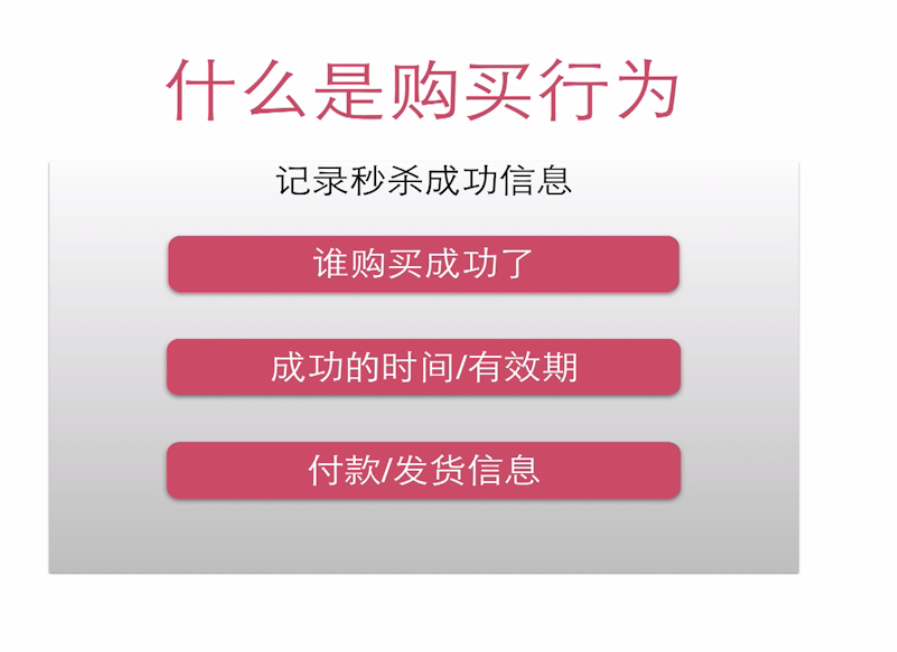 什么是购买行为
记录秒杀成功信息
谁购买成功了
成功的时间/有效期
付款/发货信息